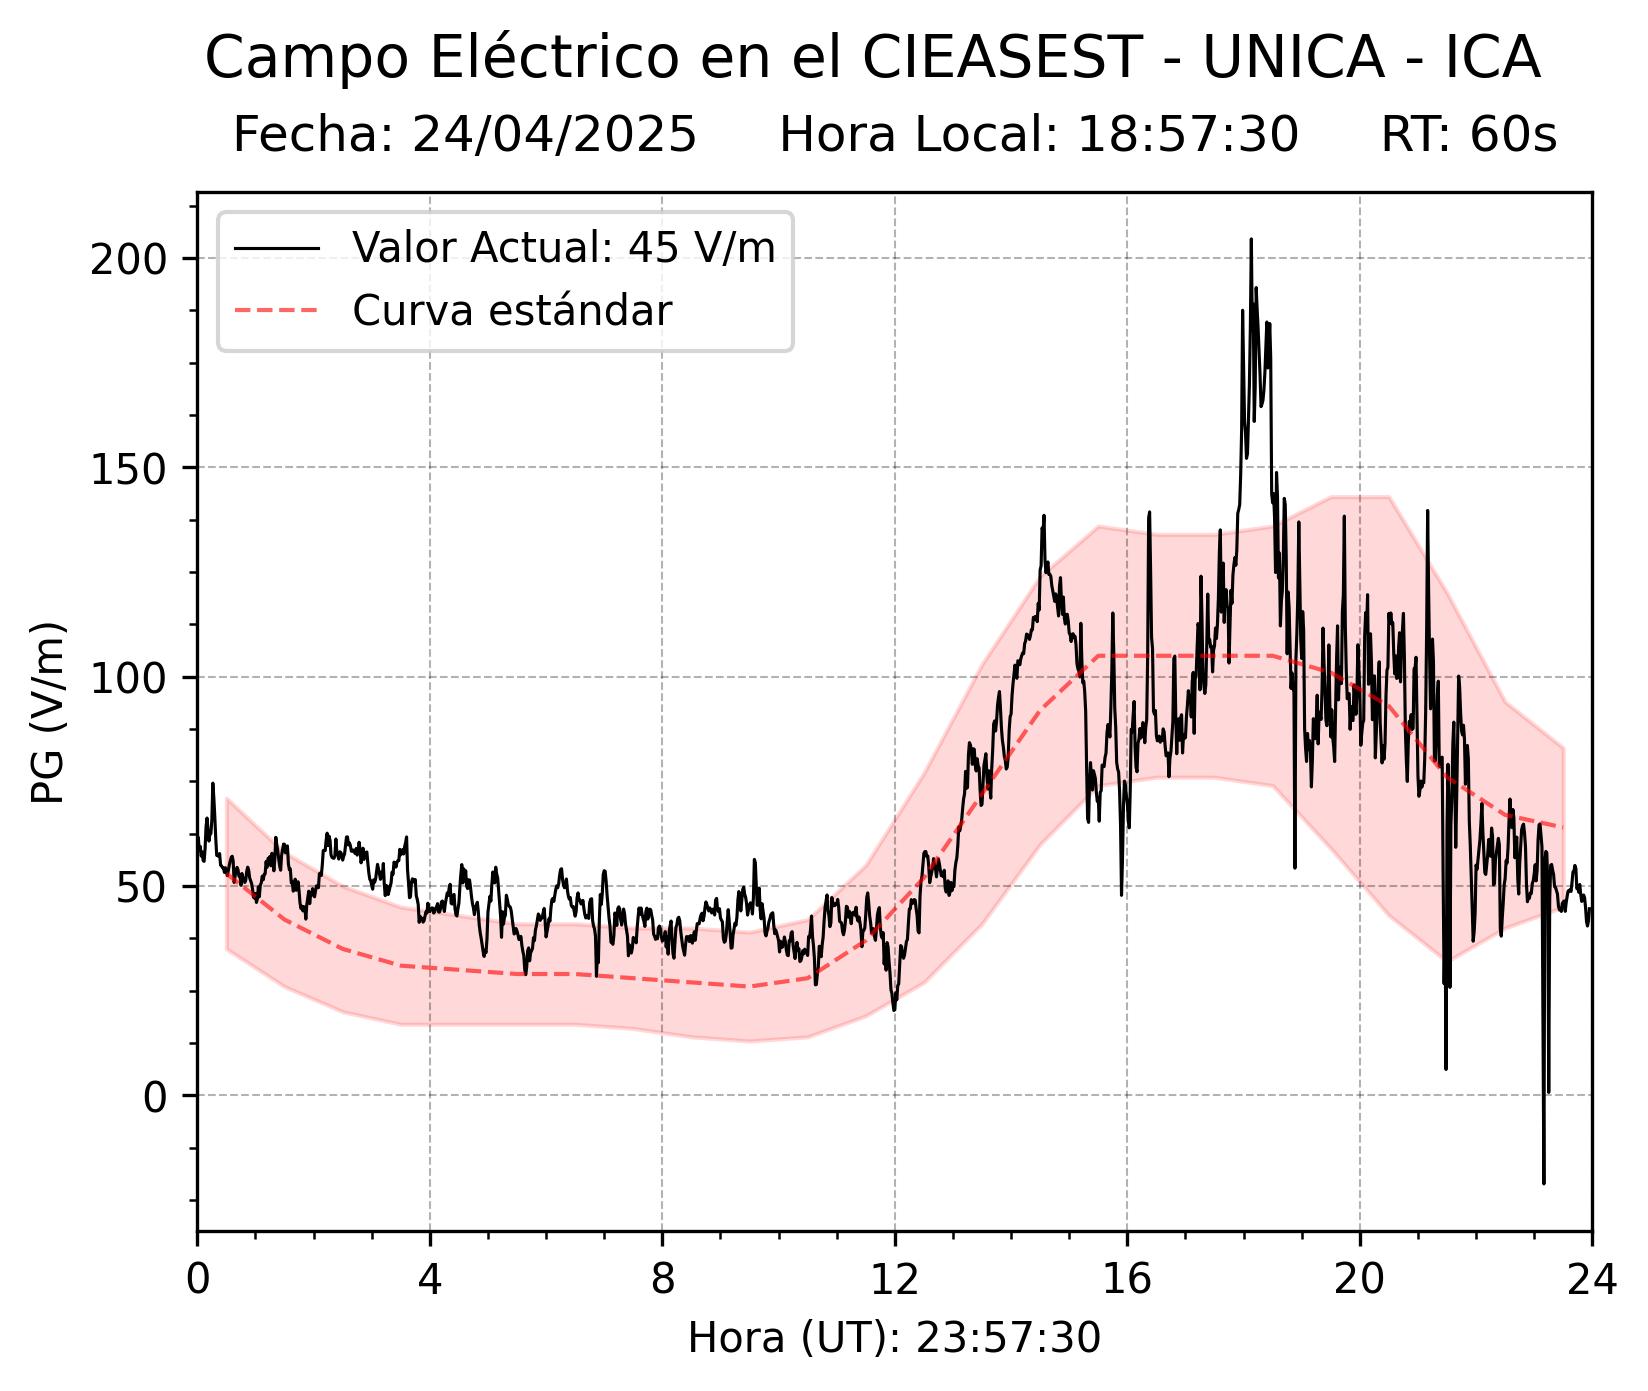 Campo Eléctrico en el CIEASEST - UNICA - ICA
Fecha: 24/04/2025 Hora Local: 18:57:30 RT: 60s
Valor Actual: 45 V/m
Curva estándar
PG (V/m)
200
150
100
50
0
0 4 8 12 16 20 24
Hora (UT): 23:57:30